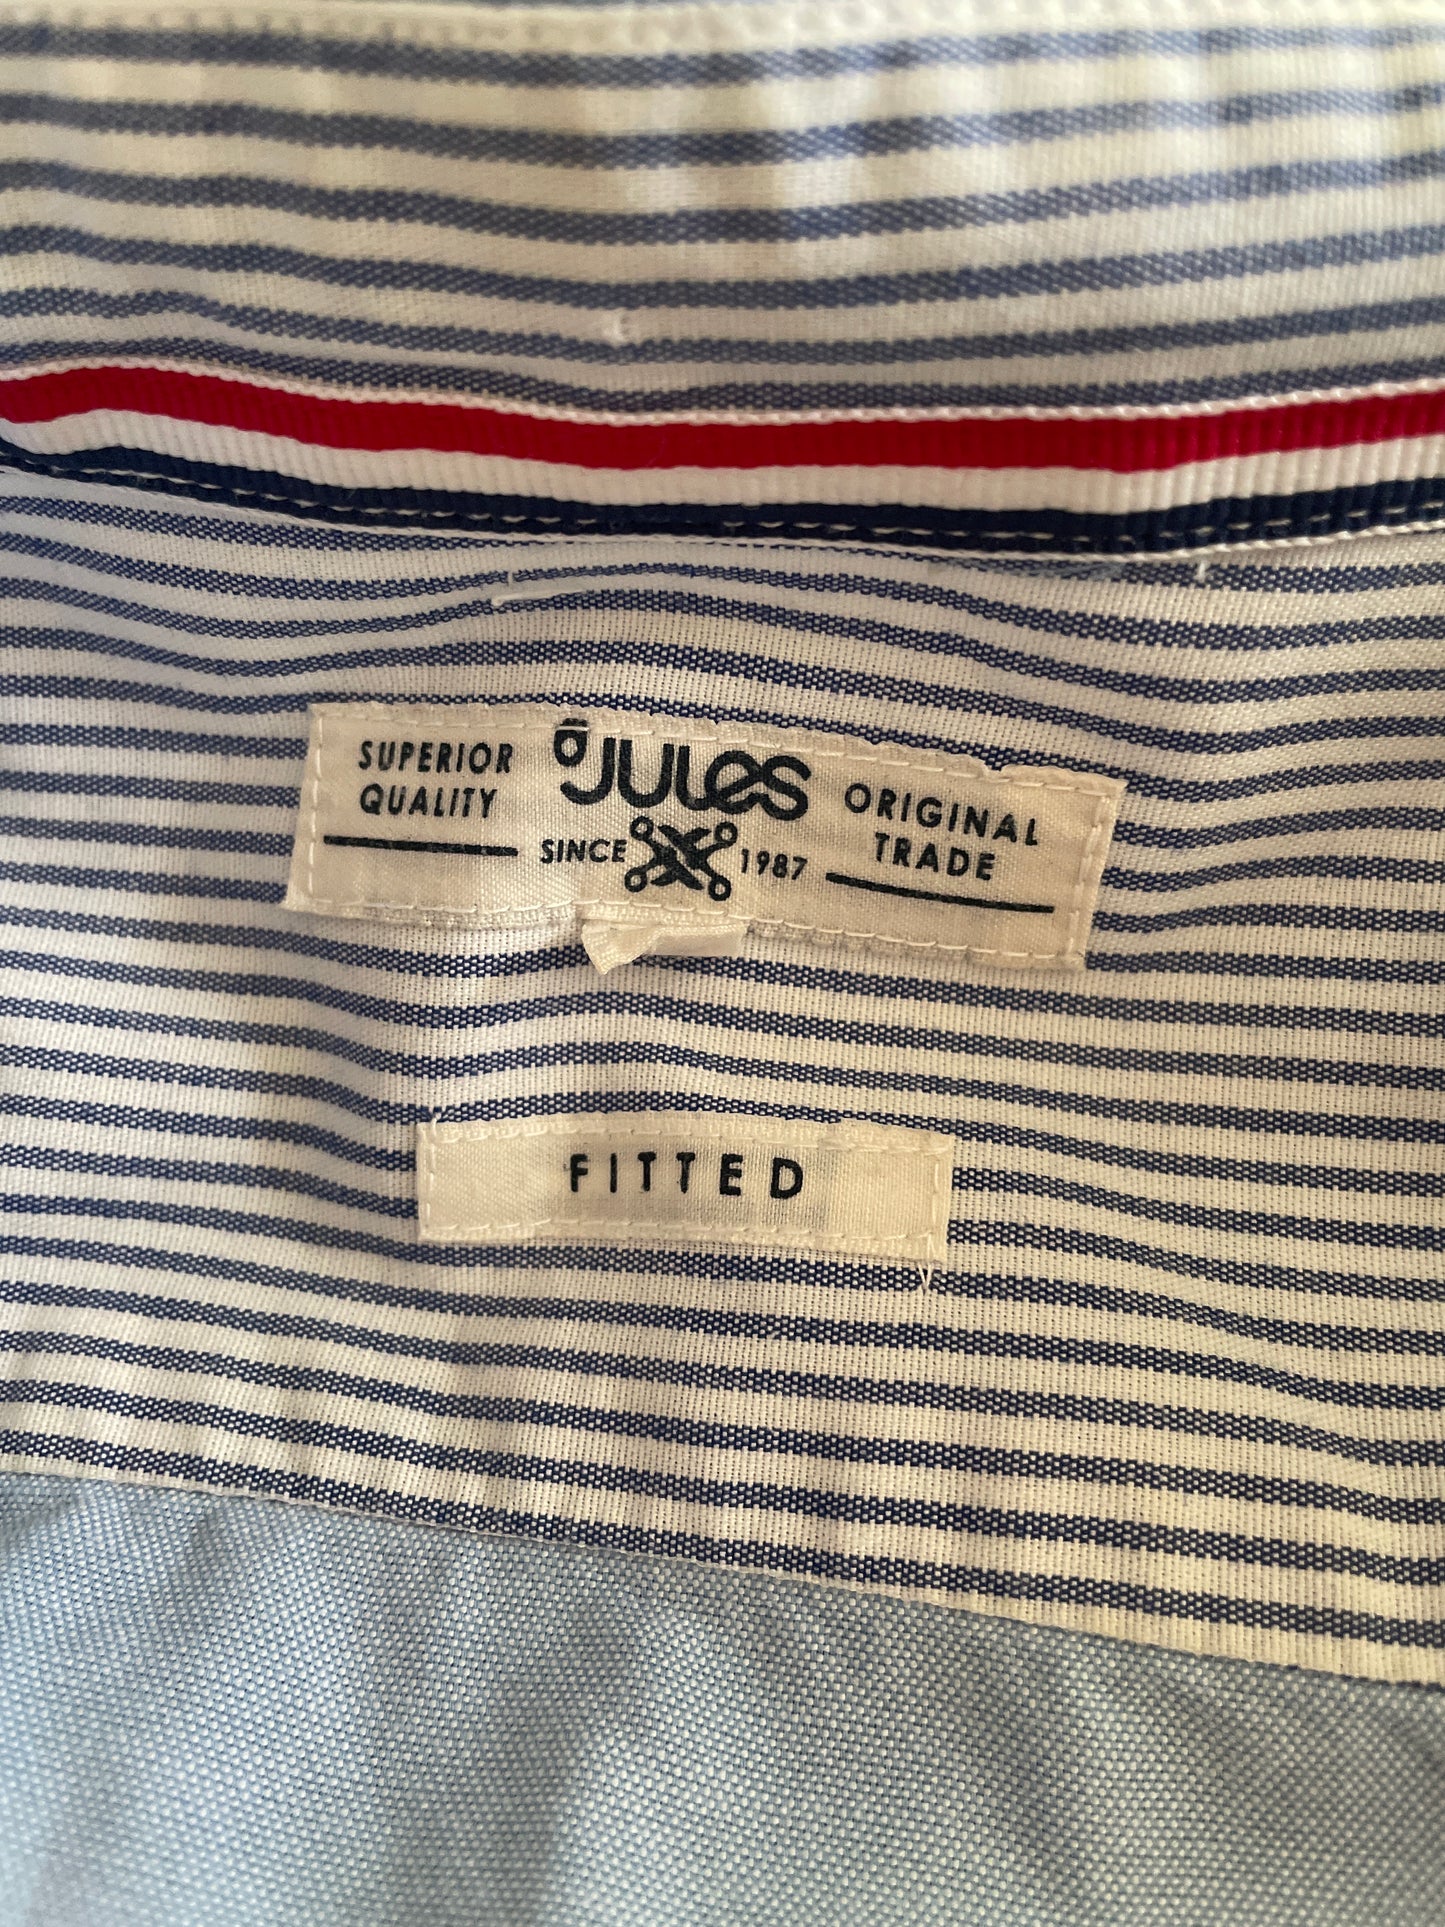 SUPERIOR
QUALITY
JULES
SINCE 1987
ORIGINAL
TRADE
FITTED